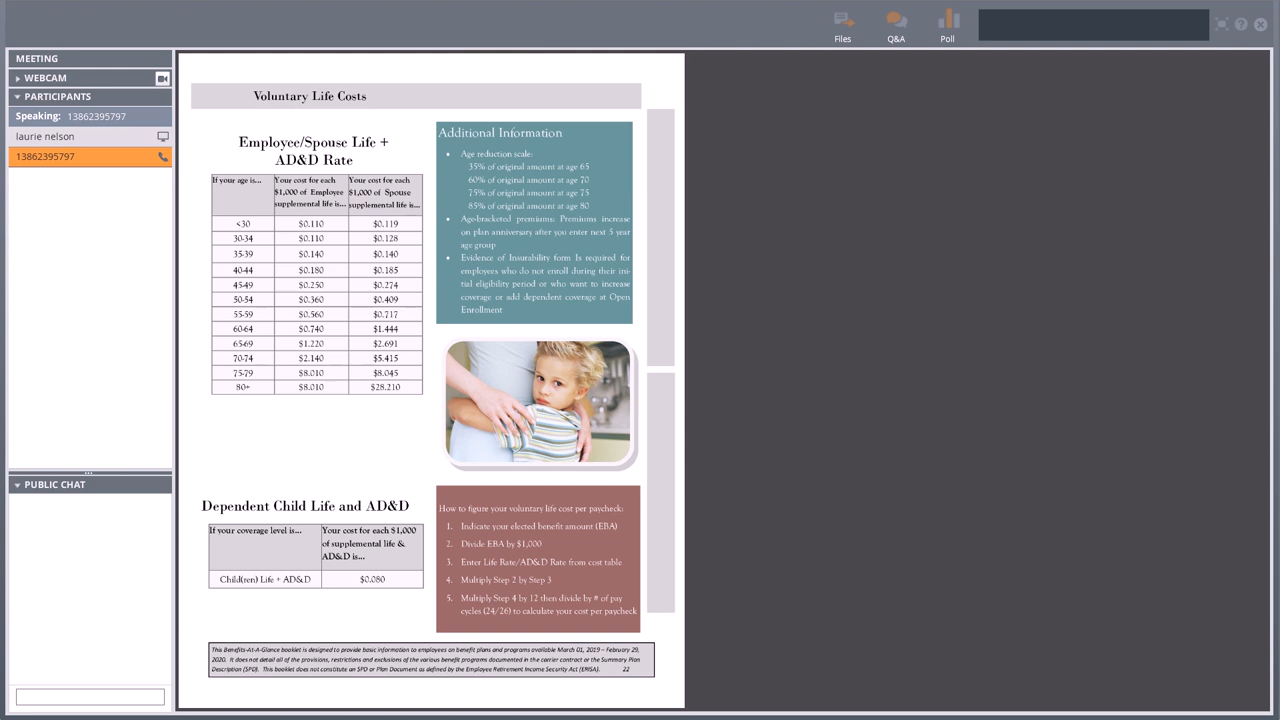 Files
Q&A
Poll
MEETING
WEBCAM
PARTICIPANTS
Speaking: 13862395797
laurie nelson
13862395797
PUBLIC CHAT
Voluntary Life Costs
Employee/Spouse Life +
AD&D Rate
If your age is... Your cost for each $1,000 of Employee supplemental life is... Your cost for each $1,000 of Spouse supplemental life is...
<30 $0.110 $0.119
30-34 $0.110 $0.128
35-39 $0.140 $0.140
40-44 $0.180 $0.185
45-49 $0.250 $0.274
50-54 $0.360 $0.409
55-59 $0.560 $0.717
60-64 $0.740 $1.444
65-69 $1.220 $2.691
70-74 $2.140 $5.415
75-79 $8.010 $8.045
80+ $8.010 $28.210
Additional Information
• Age reduction scale:
35% of original amount at age 65
60% of original amount at age 70
75% of original amount at age 75
85% of original amount at age 80
• Age-bracketed premiums: Premiums increase
on plan anniversary after you enter next 5 year
age group
• Evidence of Insurability form Is required for
employees who do not enroll during their ini-
tial eligibility period or who want to increase
coverage or add dependent coverage at Open
Enrollment
Dependent Child Life and AD&D
If your coverage level is... Your cost for each $1,000 of supplemental life & AD&D is...
Child(ren) Life + AD&D $0.080
How to figure your voluntary life cost per paycheck:
1. Indicate your elected benefit amount (EBA)
2. Divide EBA by $1,000
3. Enter Life Rate/AD&D Rate from cost table
4. Multiply Step 2 by Step 3
5. Multiply Step 4 by 12 then divide by # of pay
cycles (24/26) to calculate your cost per paycheck
This Benefits-At-A-Glance booklet is designed to provide basic information to employees on benefit plans and programs available March 01, 2019 – February 29,
2020. It does not detail all of the provisions, restrictions and exclusions of the various benefit programs documented in the carrier contract or the Summary Plan
Description (SPD). This booklet does not constitute an SPD or Plan Document as defined by the Employee Retirement Income Security Act (ERISA). 22